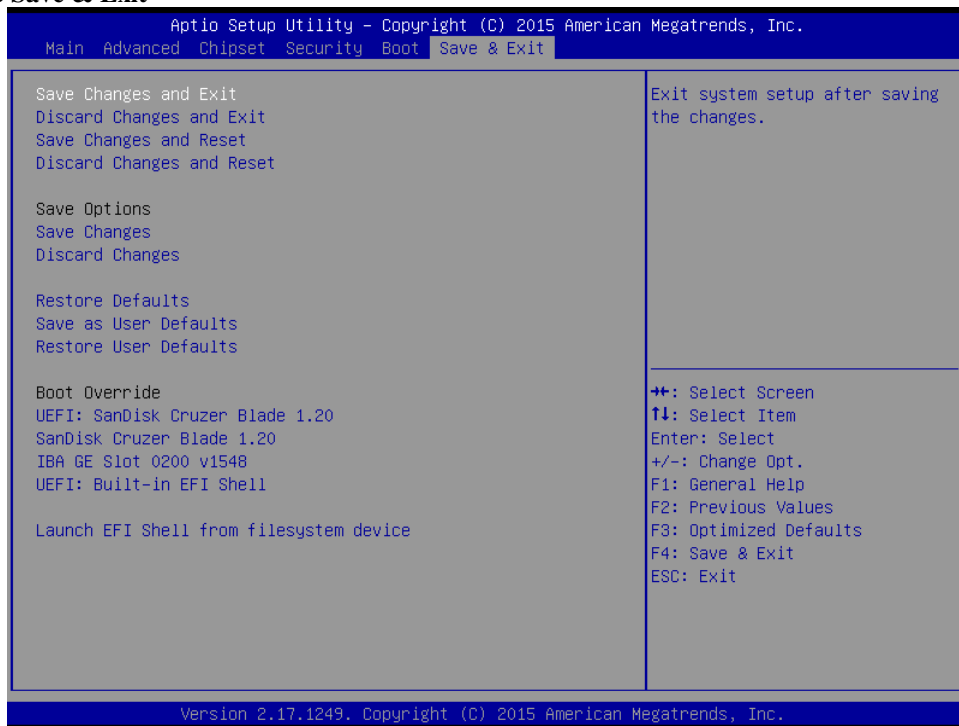 Save & Exit
Aptio Setup Utility – Copyright (C) 2015 American Megatrends, Inc.
Main Advanced Chipset Security Boot Save & Exit
Save Changes and Exit
Discard Changes and Exit
Save Changes and Reset
Discard Changes and Reset
Save Options
Save Changes
Discard Changes
Restore Defaults
Save as User Defaults
Restore User Defaults
Boot Override
UEFI: SanDisk Cruzer Blade 1.20
SanDisk Cruzer Blade 1.20
IBA GE Slot 0200 v1548
UEFI: Built-in EFI Shell
Launch EFI Shell from filesystem device
Exit system setup after saving
the changes.
→←: Select Screen
↑↓: Select Item
Enter: Select
+/-: Change Opt.
F1: General Help
F2: Previous Values
F3: Optimized Defaults
F4: Save & Exit
ESC: Exit
Version 2.17.1249. Copyright (C) 2015 American Megatrends, Inc.